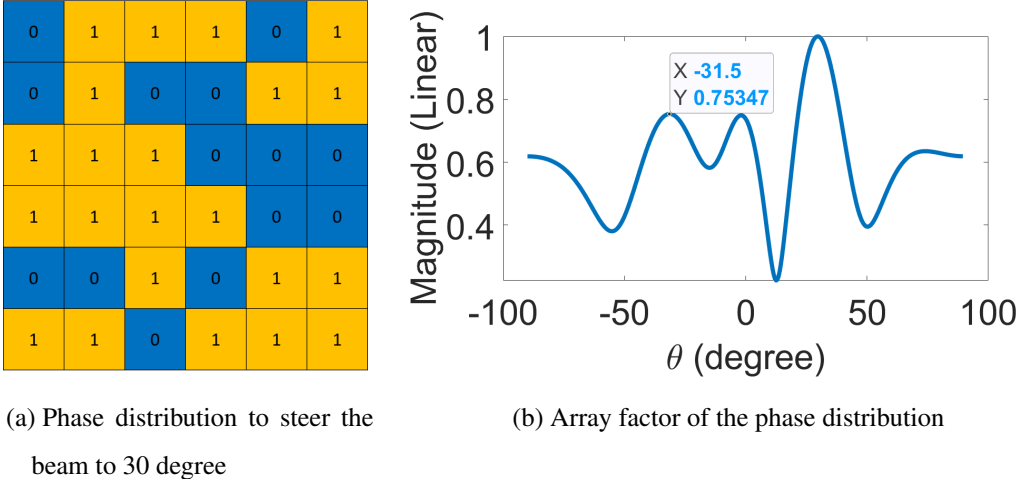 0 1 1 1 0 1
0 1 0 0 1 1
1 1 1 0 0 0
1 1 1 1 0 0
0 0 1 0 1 1
1 1 0 1 1 1
(a) Phase distribution to steer the
beam to 30 degree
Magnitude (Linear)
1
0.8
0.6
0.4
X -31.5
Y 0.75347
-100 -50 0 50 100
θ (degree)
(b) Array factor of the phase distribution